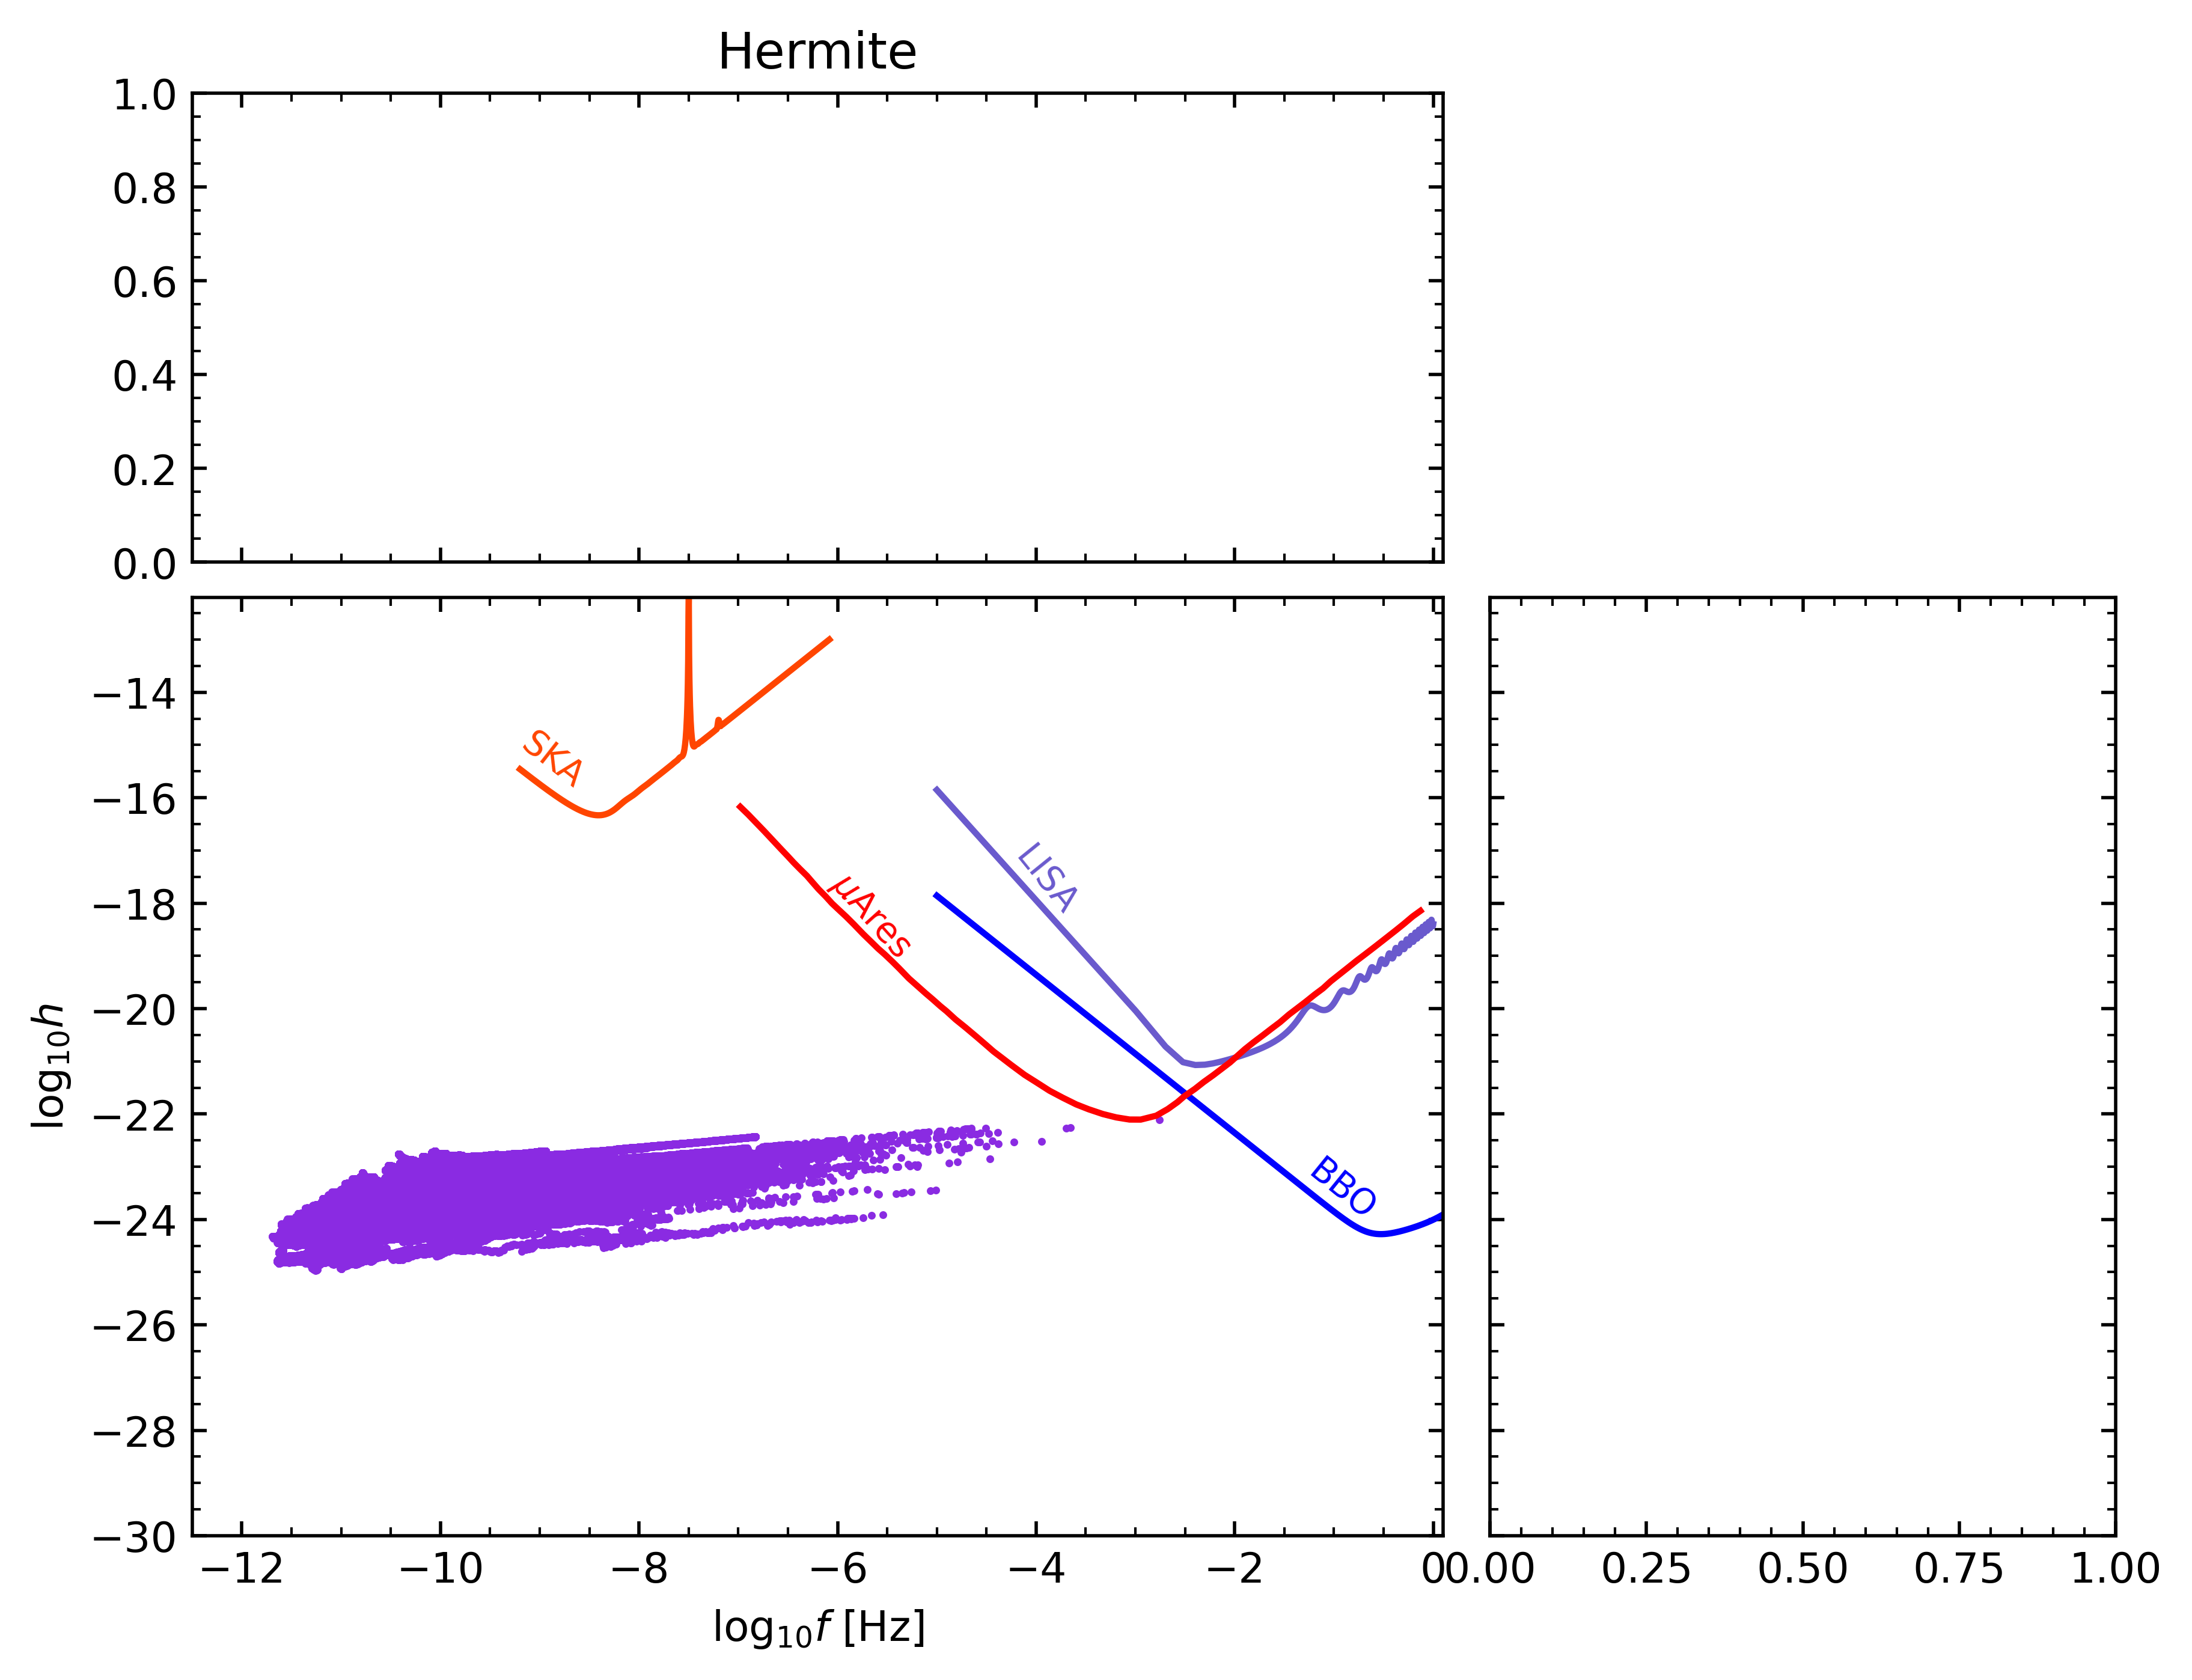 Hermite
1.0
0.8
0.6
0.4
0.2
0.0
−14
−16
−18
−20
−22
−24
−26
−28
−30
log₁₀h
SKA
μAres
LISA
BBO
−12 −10 −8 −6 −4 −2 0
0.00 0.25 0.50 0.75 1.00
log₁₀f [Hz]